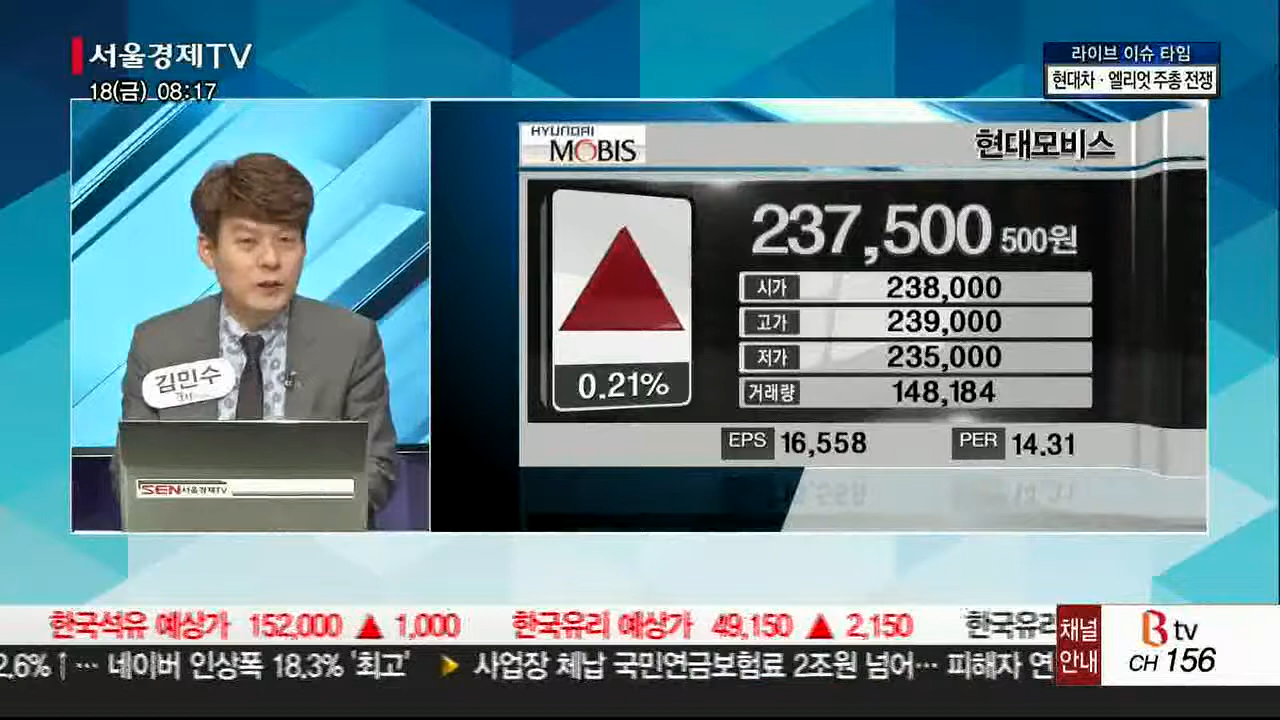 서울경제TV
18(금) 08:17
라이브 이슈 타임
현대차·엘리엇 주총 전쟁
HYUNDAI
MOBIS
현대모비스
237,500 500원
시가 238,000
고가 239,000
저가 235,000
거래량 148,184
0.21%
EPS 16,558 PER 14.31
김민수
SEN서울경제TV
한국석유 예상가 152,000 ▲ 1,000 한국유리 예상가 49,150 ▲ 2,150 한국유리
2.6%↑… 네이버 인상폭 18.3% '최고' ▶ 사업장 체납 국민연금보험료 2조원 넘어… 피해자 연
채널
안내
B tv
CH 156